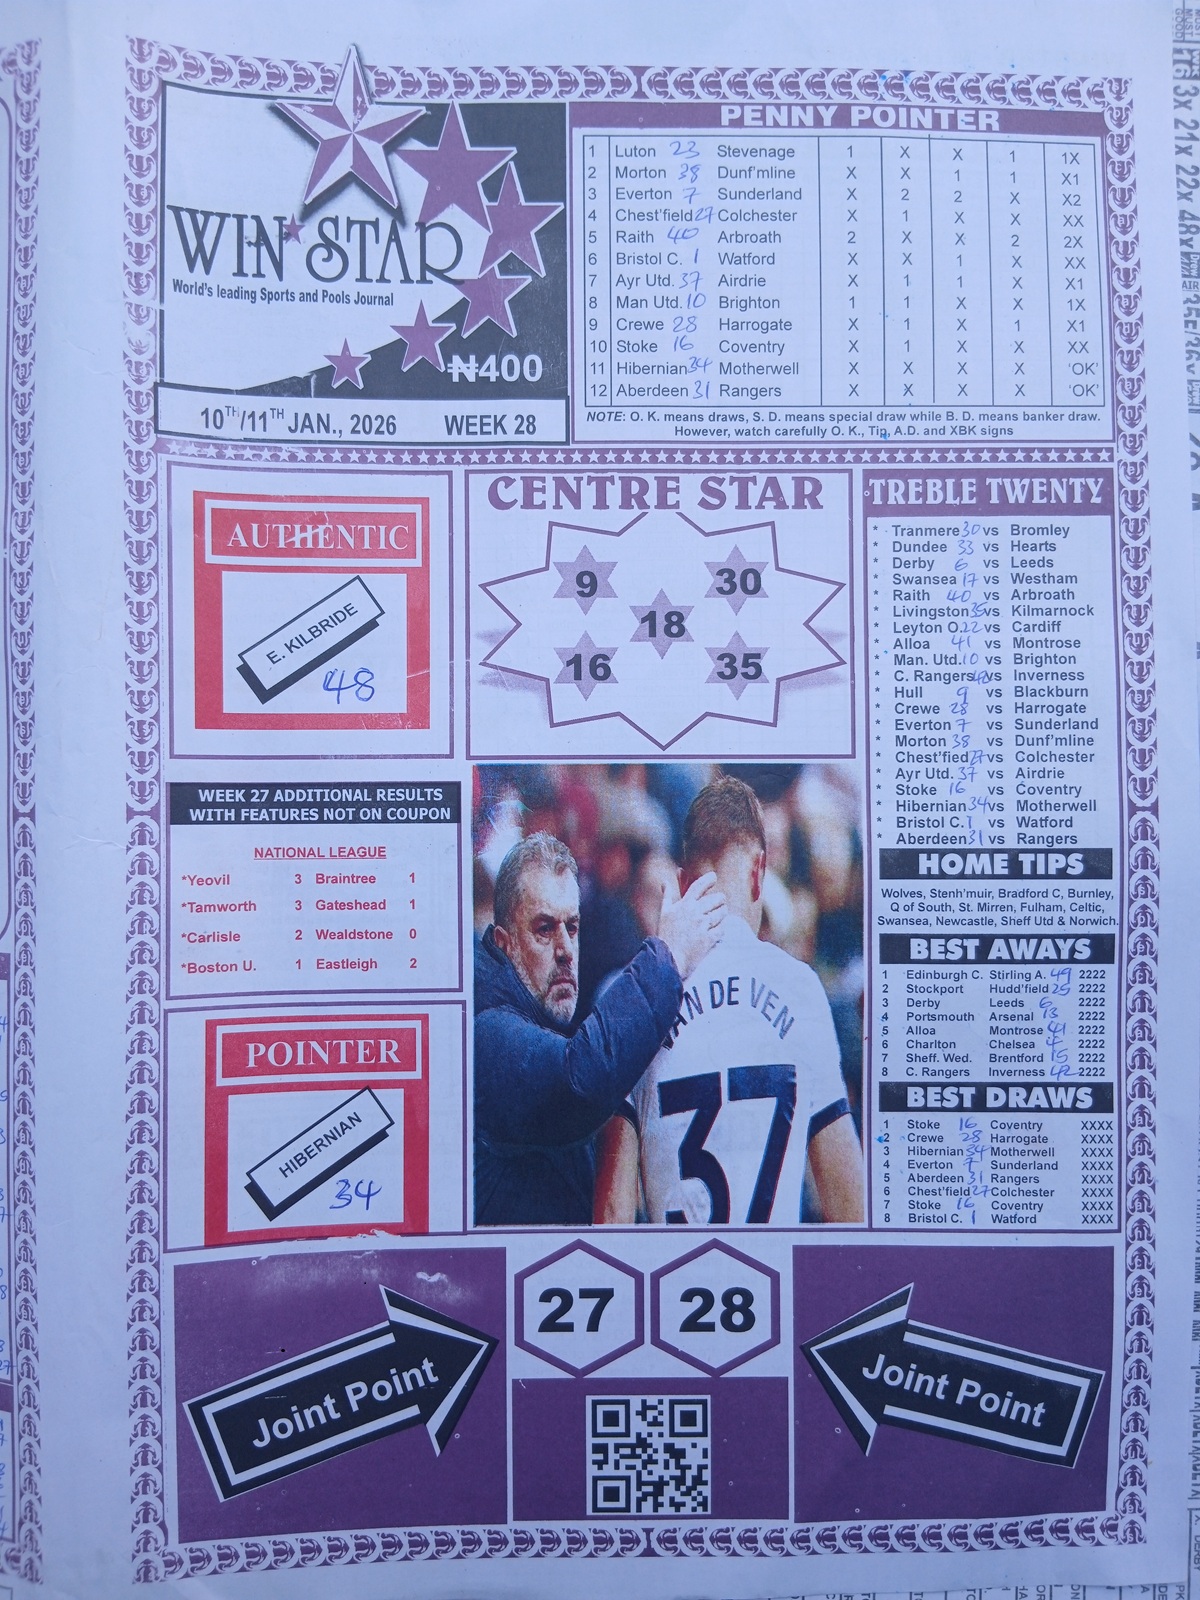 WIN STAR
World's leading Sports and Pools Journal
₦400
10TH/11TH JAN., 2026 WEEK 28
PENNY POINTER
1 Luton 23 Stevenage 1 X X 1 1X
2 Morton 38 Dunf'mline X X 1 1 X1
3 Everton 7 Sunderland X 2 2 X X2
4 Chest'field 27 Colchester X 1 X X XX
5 Raith 40 Arbroath 2 X X 2 2X
6 Bristol C. 1 Watford X X 1 X XX
7 Ayr Utd. 37 Airdrie X 1 1 X X1
8 Man Utd. 10 Brighton 1 1 X X 1X
9 Crewe 28 Harrogate X 1 X 1 X1
10 Stoke 16 Coventry X 1 X X XX
11 Hibernian 34 Motherwell X X X X 'OK'
12 Aberdeen 31 Rangers X X X X 'OK'
NOTE: O. K. means draws, S. D. means special draw while B. D. means banker draw.
However, watch carefully O. K., Tip, A.D. and XBK signs
AUTHENTIC
E. KILBRIDE
48
CENTRE STAR
9 30
18
16 35
TREBLE TWENTY
* Tranmere 30 vs Bromley
* Dundee 33 vs Hearts
* Derby 6 vs Leeds
* Swansea 17 vs Westham
* Raith 40 vs Arbroath
* Livingston 35 vs Kilmarnock
* Leyton O. 22 vs Cardiff
* Alloa 41 vs Montrose
* Man. Utd. 10 vs Brighton
* C. Rangers 42 vs Inverness
* Hull 9 vs Blackburn
* Crewe 28 vs Harrogate
* Everton 7 vs Sunderland
* Morton 38 vs Dunf'mline
* Chest'fied 27 vs Colchester
* Ayr Utd. 37 vs Airdrie
* Stoke 16 vs Coventry
* Hibernian 34 vs Motherwell
* Bristol C. 1 vs Watford
* Aberdeen 31 vs Rangers
HOME TIPS
Wolves, Stenh'muir, Bradford C, Burnley,
Q of South, St. Mirren, Fulham, Celtic,
Swansea, Newcastle, Sheff Utd & Norwich.
BEST AWAYS
1 Edinburgh C. Stirling A. 49 2222
2 Stockport Hudd'field 25 2222
3 Derby Leeds 6 2222
4 Portsmouth Arsenal 13 2222
5 Alloa Montrose 41 2222
6 Charlton Chelsea 4 2222
7 Sheff. Wed. Brentford 15 2222
8 C. Rangers Inverness 42 2222
BEST DRAWS
1 Stoke 16 Coventry XXXX
2 Crewe 28 Harrogate XXXX
3 Hibernian 34 Motherwell XXXX
4 Everton 7 Sunderland XXXX
5 Aberdeen 31 Rangers XXXX
6 Chest'field 27 Colchester XXXX
7 Stoke 16 Coventry XXXX
8 Bristol C. 1 Watford XXXX
WEEK 27 ADDITIONAL RESULTS
WITH FEATURES NOT ON COUPON
NATIONAL LEAGUE
*Yeovil 3 Braintree 1
*Tamworth 3 Gateshead 1
*Carlisle 2 Wealdstone 0
*Boston U. 1 Eastleigh 2
POINTER
HIBERNIAN
34
VAN DE VEN
37
Joint Point
27 28
Joint Point